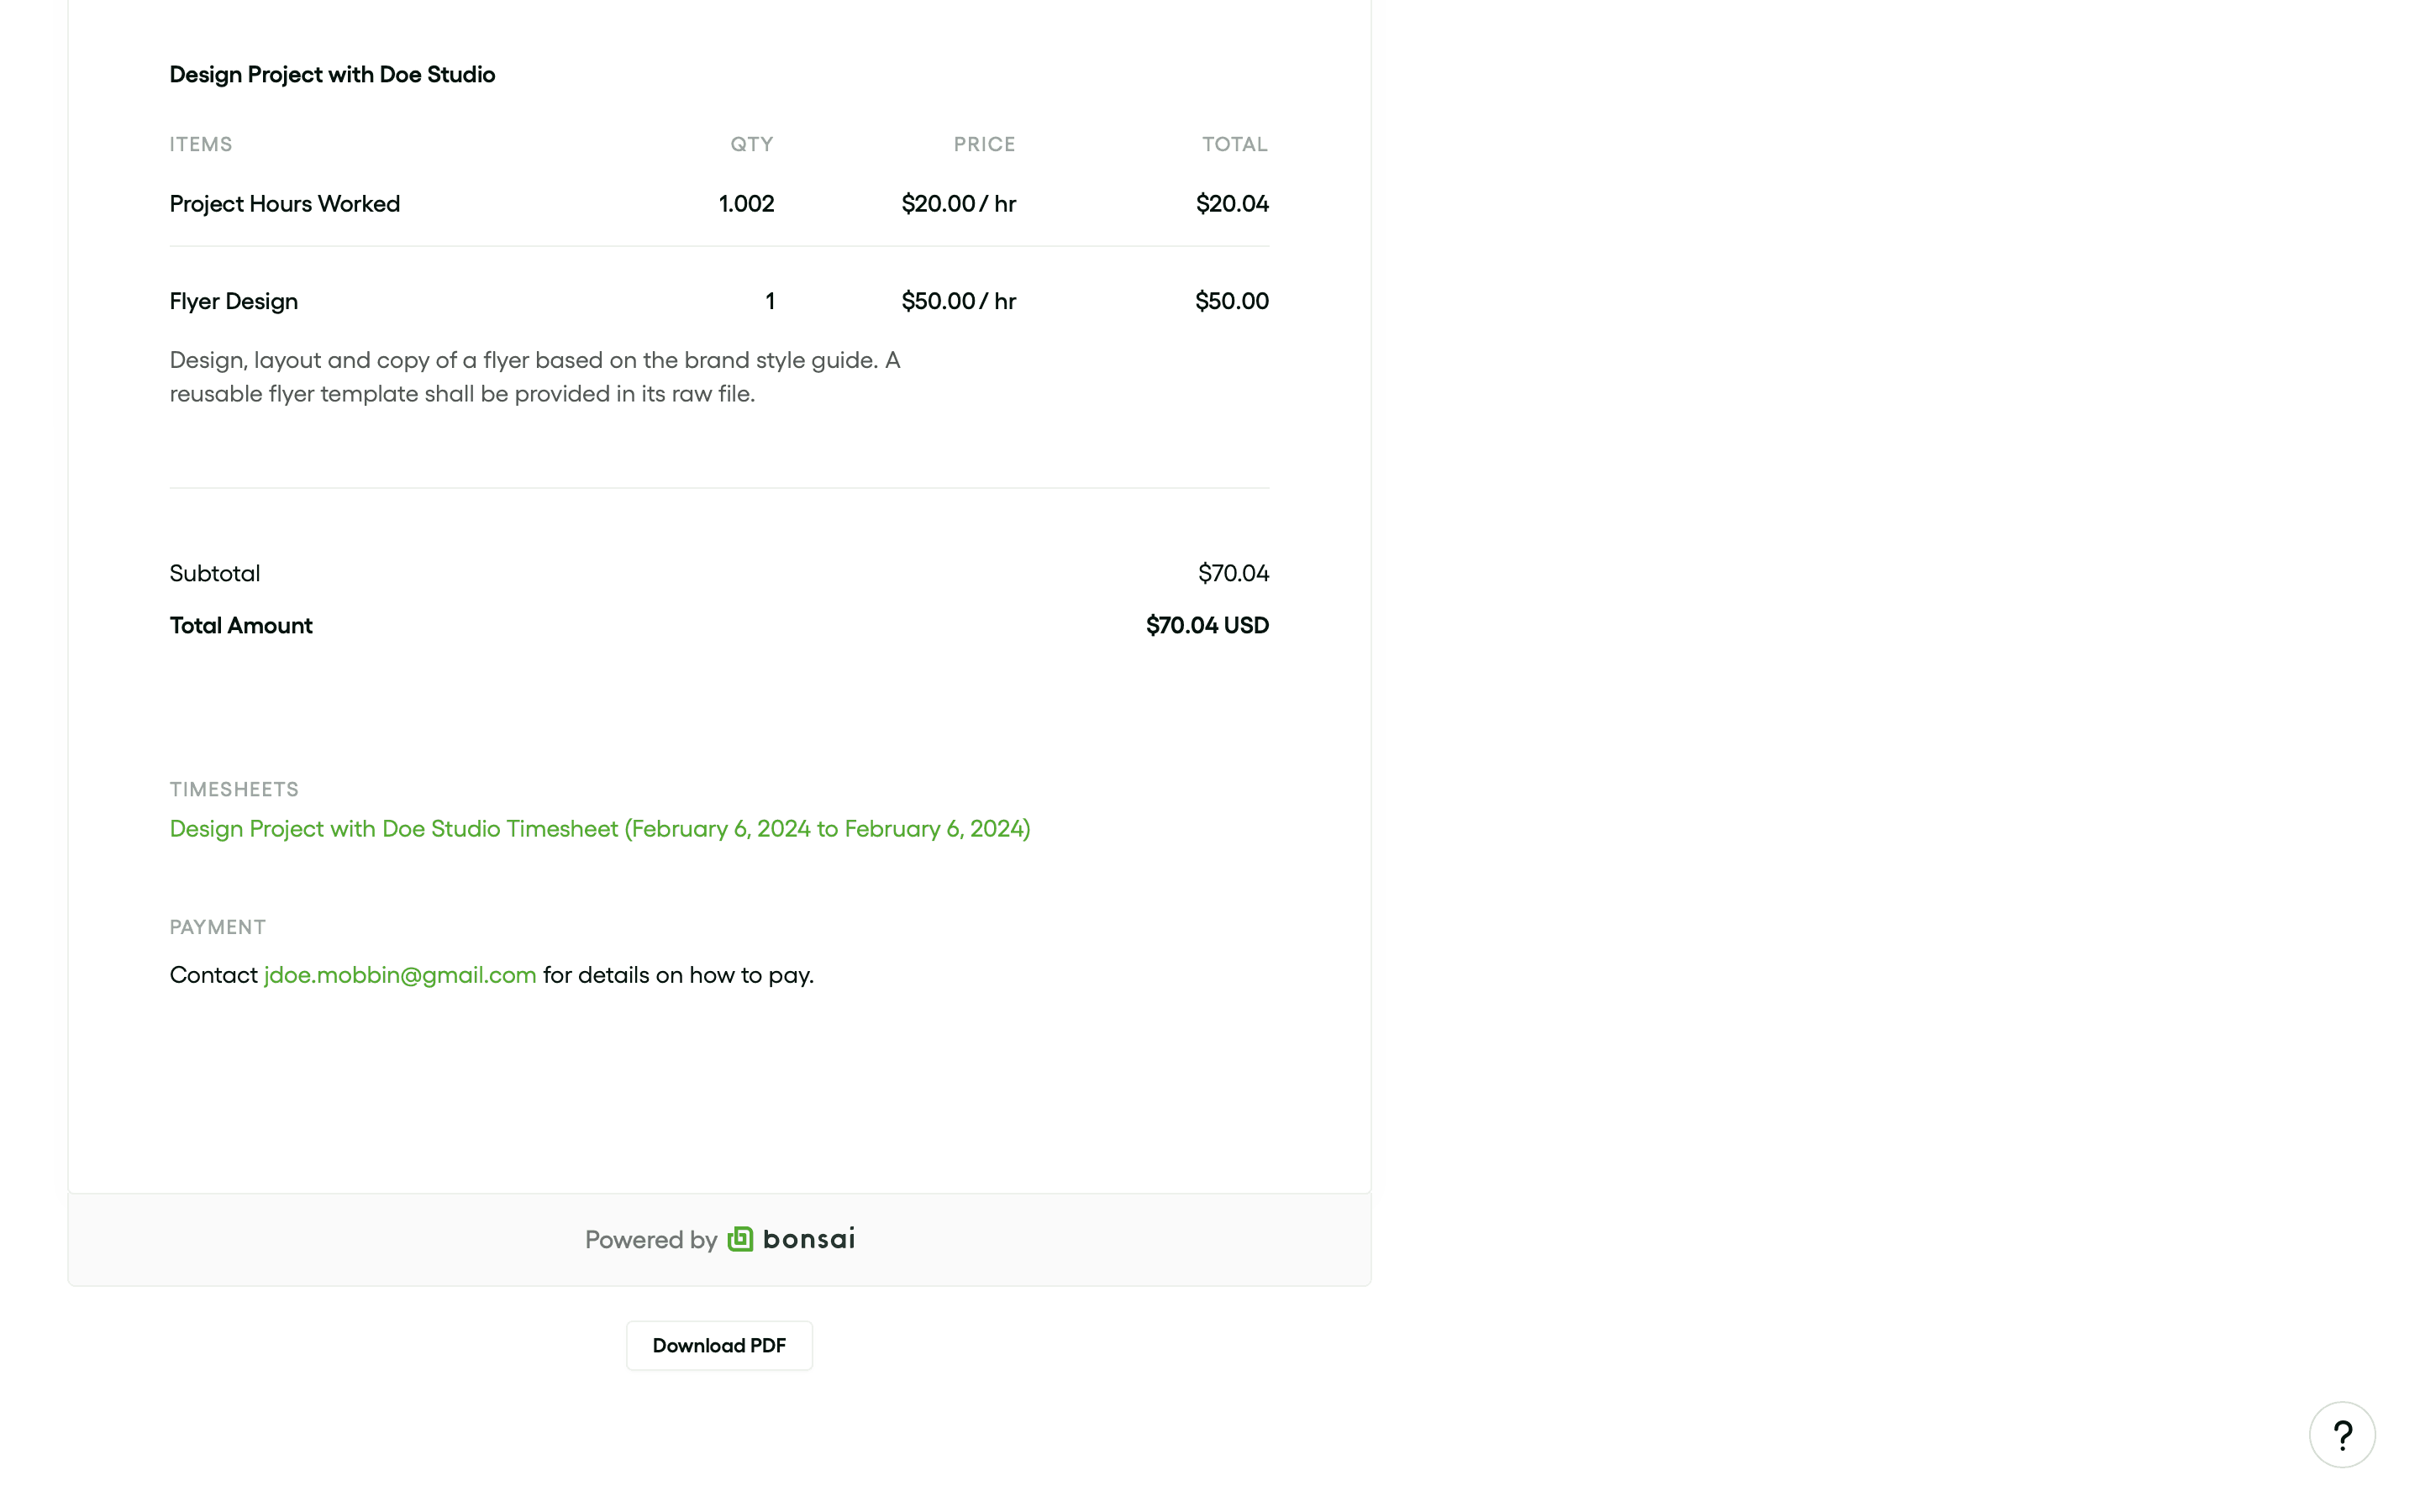 Design Project with Doe Studio
ITEMS QTY PRICE TOTAL
Project Hours Worked 1.002 $20.00 / hr $20.04
Flyer Design 1 $50.00 / hr $50.00
Design, layout and copy of a flyer based on the brand style guide. A
reusable flyer template shall be provided in its raw file.
Subtotal $70.04
Total Amount $70.04 USD
TIMESHEETS
Design Project with Doe Studio Timesheet (February 6, 2024 to February 6, 2024)
PAYMENT
Contact jdoe.mobbin@gmail.com for details on how to pay.
Powered by bonsai
Download PDF
?